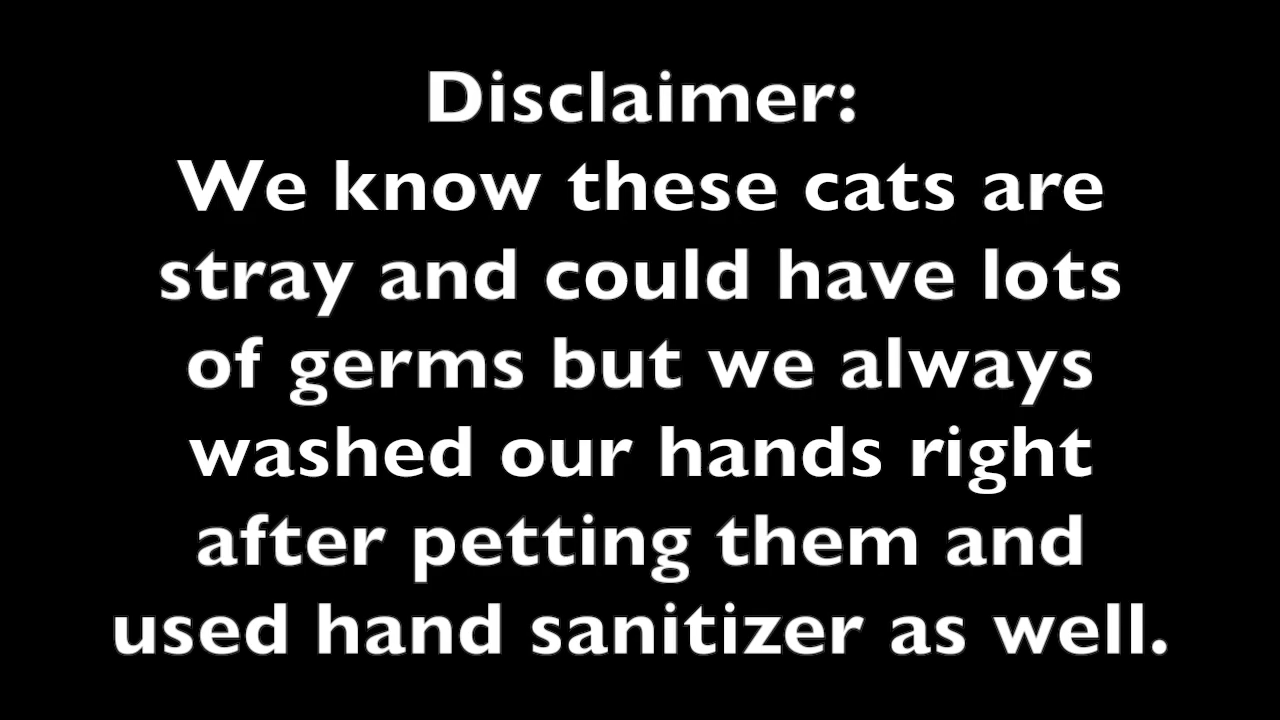 Disclaimer:
We know these cats are
stray and could have lots
of germs but we always
washed our hands right
after petting them and
used hand sanitizer as well.